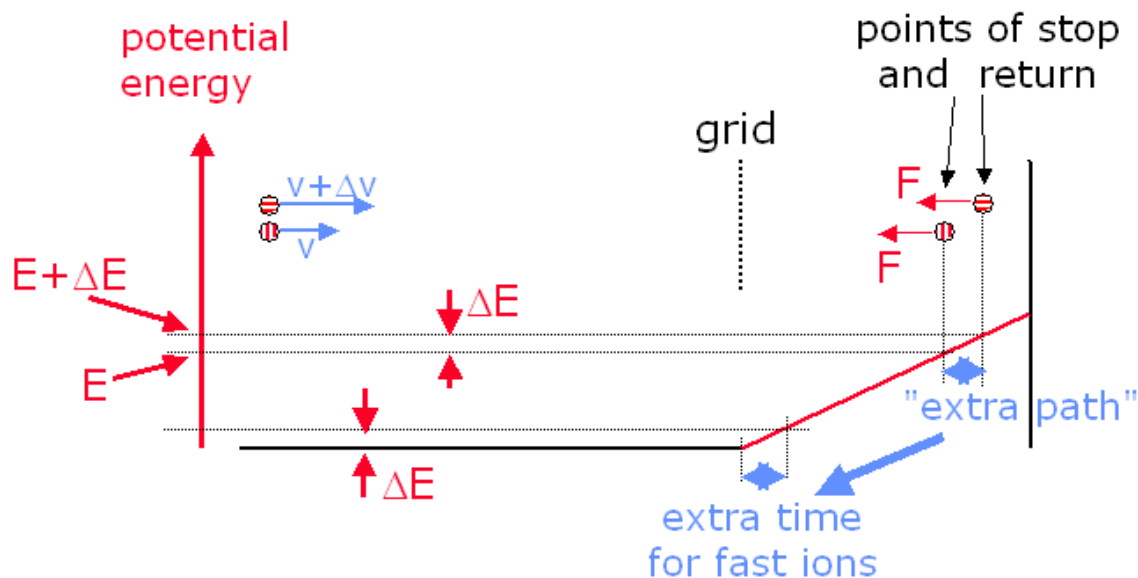 potential
energy
points of stop
and return
grid
v+Δv
v
F
F
E+ΔE
E
ΔE
ΔE
"extra path"
extra time
for fast ions